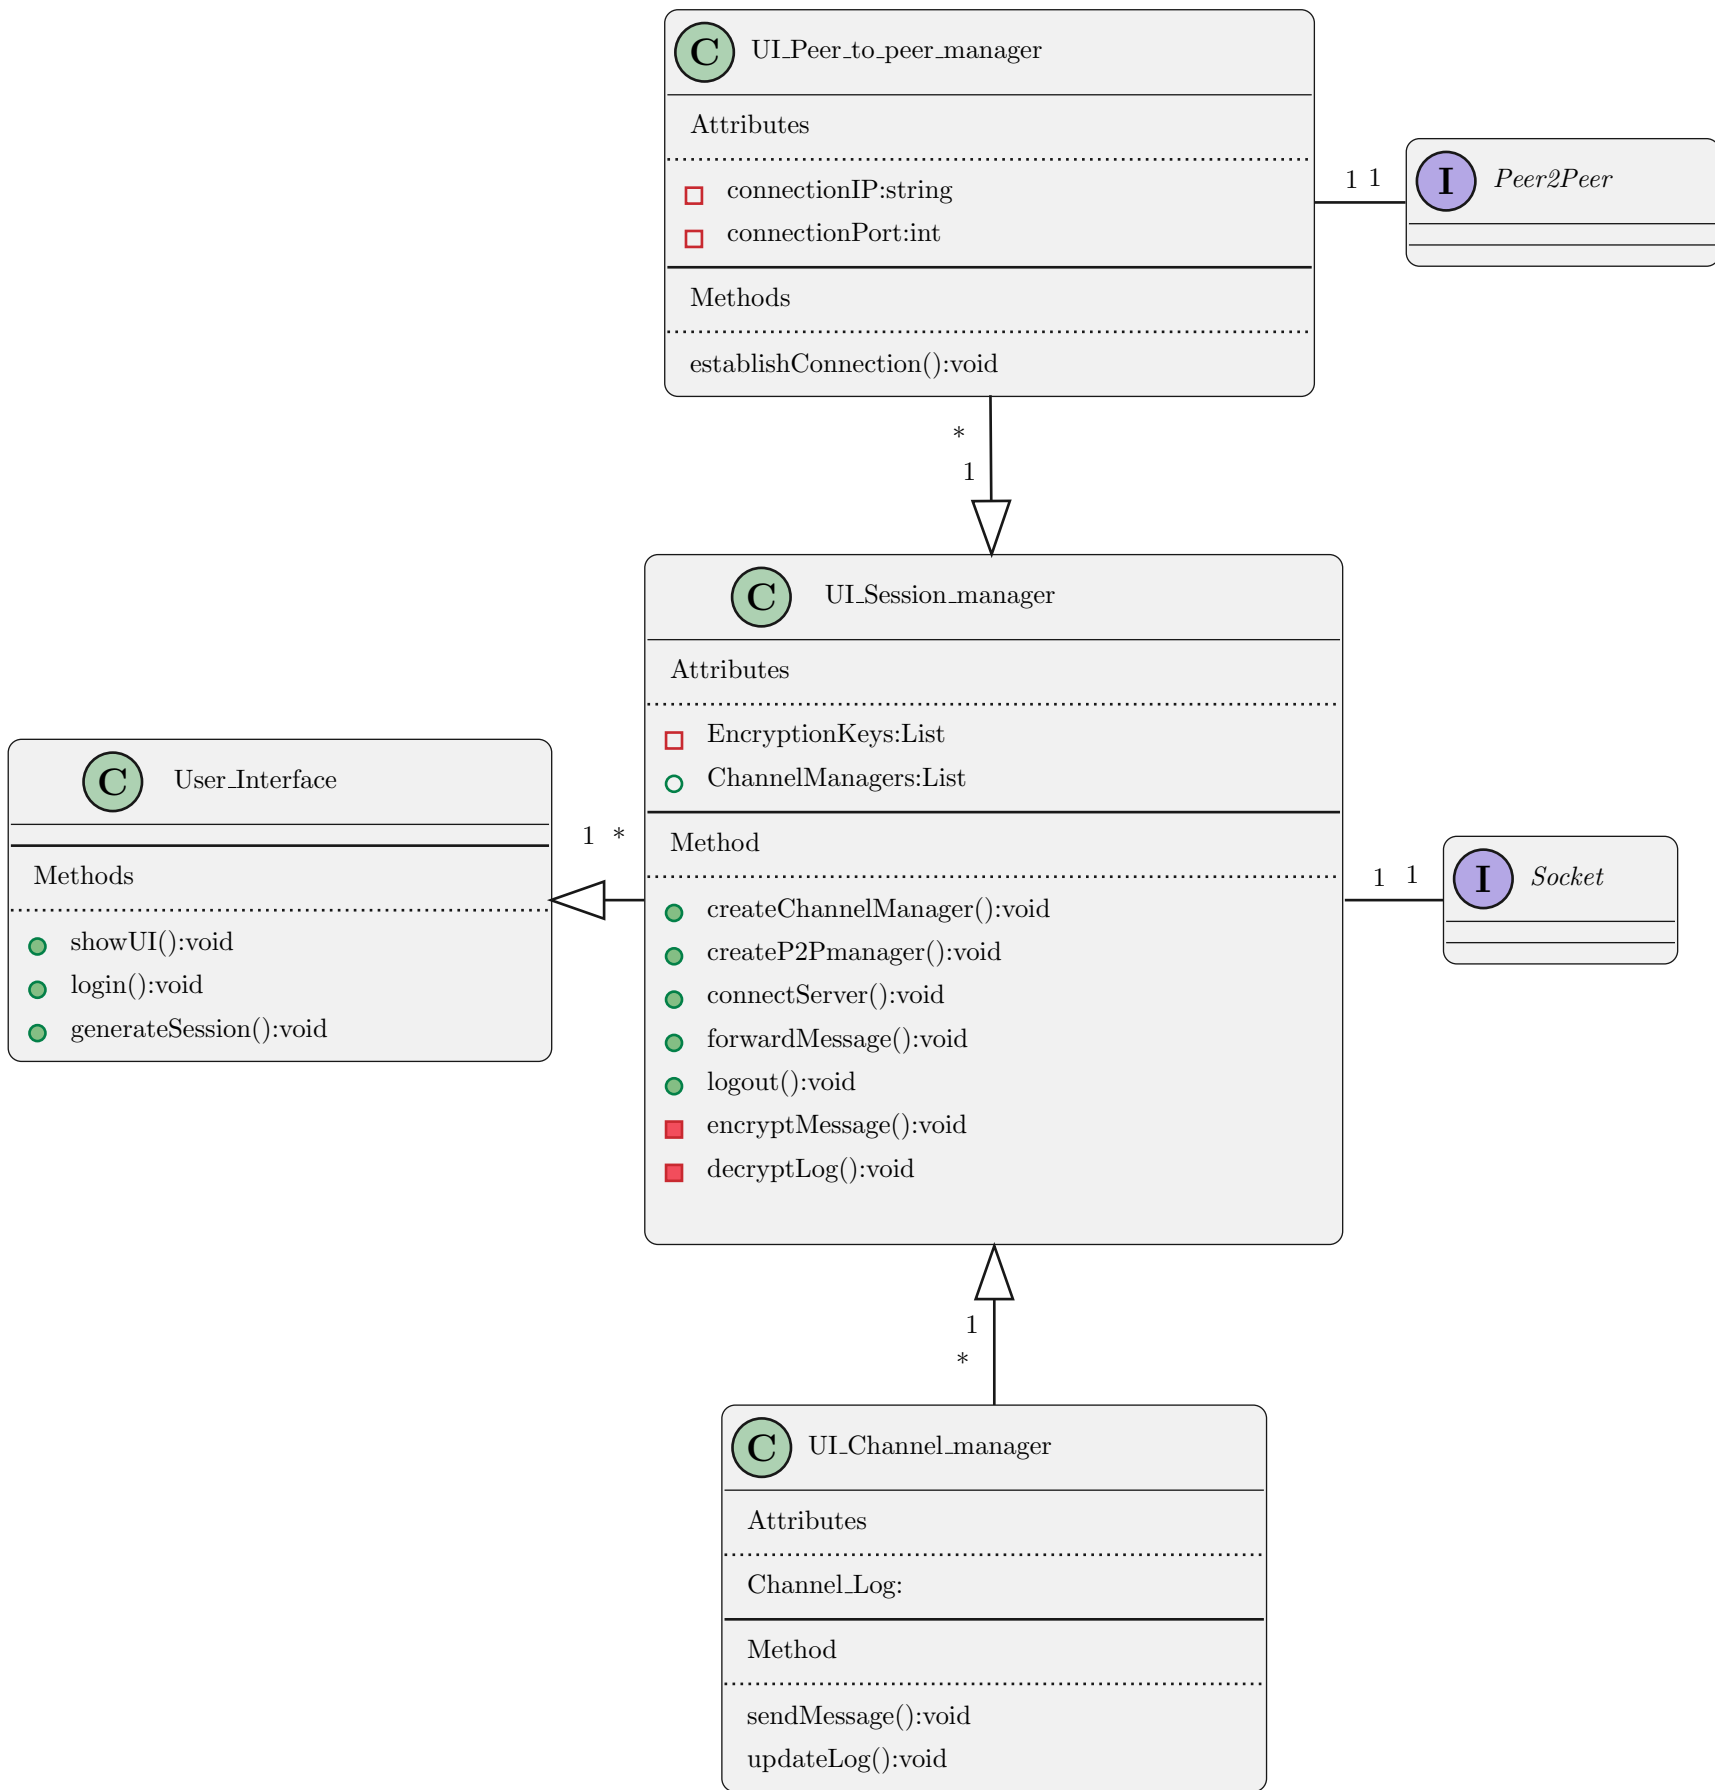 C UI_Peer_to_peer_manager
Attributes
connectionIP:string
connectionPort:int
Methods
establishConnection():void
1 1
I Peer2Peer
*
1
C UI_Session_manager
Attributes
EncryptionKeys:List
ChannelManagers:List
Method
createChannelManager():void
createP2Pmanager():void
connectServer():void
forwardMessage():void
logout():void
encryptMessage():void
decryptLog():void
C User_Interface
Methods
showUI():void
login():void
generateSession():void
1 *
1 1
I Socket
1
*
C UI_Channel_manager
Attributes
Channel_Log:
Method
sendMessage():void
updateLog():void